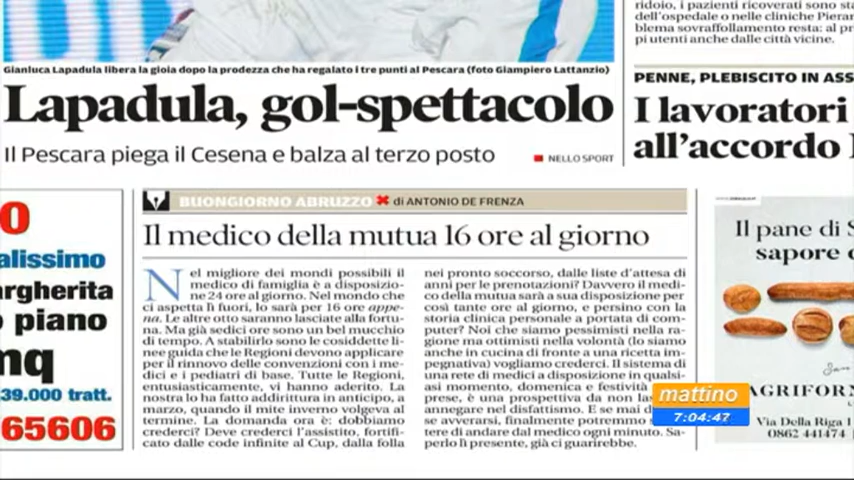 Gianluca Lapadula libera la gioia dopo la prodezza che ha regalato i tre punti al Pescara (foto Giampiero Lattanzio)
Lapadula, gol-spettacolo
Il Pescara piega il Cesena e balza al terzo posto
NELLO SPORT
ridoio, i pazienti ricoverati sono sta
dell'ospedale o nelle cliniche Pieran
blema sovraffollamento resta: al pr
pi utenti anche dalle città vicine.
PENNE, PLEBISCITO IN ASS
I lavoratori
all'accordo
O
alissimo
argherita
piano
mq
39.000 tratt.
65606
BUONGIORNO ABRUZZO di ANTONIO DE FRENZA
Il medico della mutua 16 ore al giorno
Nel migliore dei mondi possibili il
medico di famiglia è a disposizio-
ne 24 ore al giorno. Nel mondo che
ci aspetta lì fuori, lo sarà per 16 ore appe-
na. Le altre otto saranno lasciate alla fortu-
na. Ma già sedici ore sono un bel mucchio
di tempo. A stabilirlo sono le cosiddette li-
nee guida che le Regioni devono applicare
per il rinnovo delle convenzioni con i me-
dici e i pediatri di base. Tutte le Regioni,
entusiasticamente, vi hanno aderito. La
nostra lo ha fatto addirittura in anticipo, a
marzo, quando il mite inverno volgeva al
termine. La domanda ora è: dobbiamo
crederci? Deve crederci l'assistito, fortifi-
cato dalle code infinite al Cup, dalla folla
nei pronto soccorso, dalle liste d'attesa di
anni per le prenotazioni? Davvero il medi-
co della mutua sarà a sua disposizione per
così tante ore al giorno, e persino con la
storia clinica personale a portata di com-
puter? Noi che siamo pessimisti nella ra-
gione ma ottimisti nella volontà (lo siamo
anche in cucina di fronte a una ricetta im-
pegnativa) vogliamo crederci. Il sistema di
una rete di medici a disposizione in qualsi-
asi momento, domenica e festività
prese, è una prospettiva da non las
annegare nel disfattismo. E se mai d
se avverarsi, finalmente potremmo
tere di andare dal medico ogni minuto. Sa-
perlo lì presente, già ci guarirebbe.
Il pane di S
sapore
AGRIFORN
Via Della Riga 1
0862 441474
mattino
7:04:47